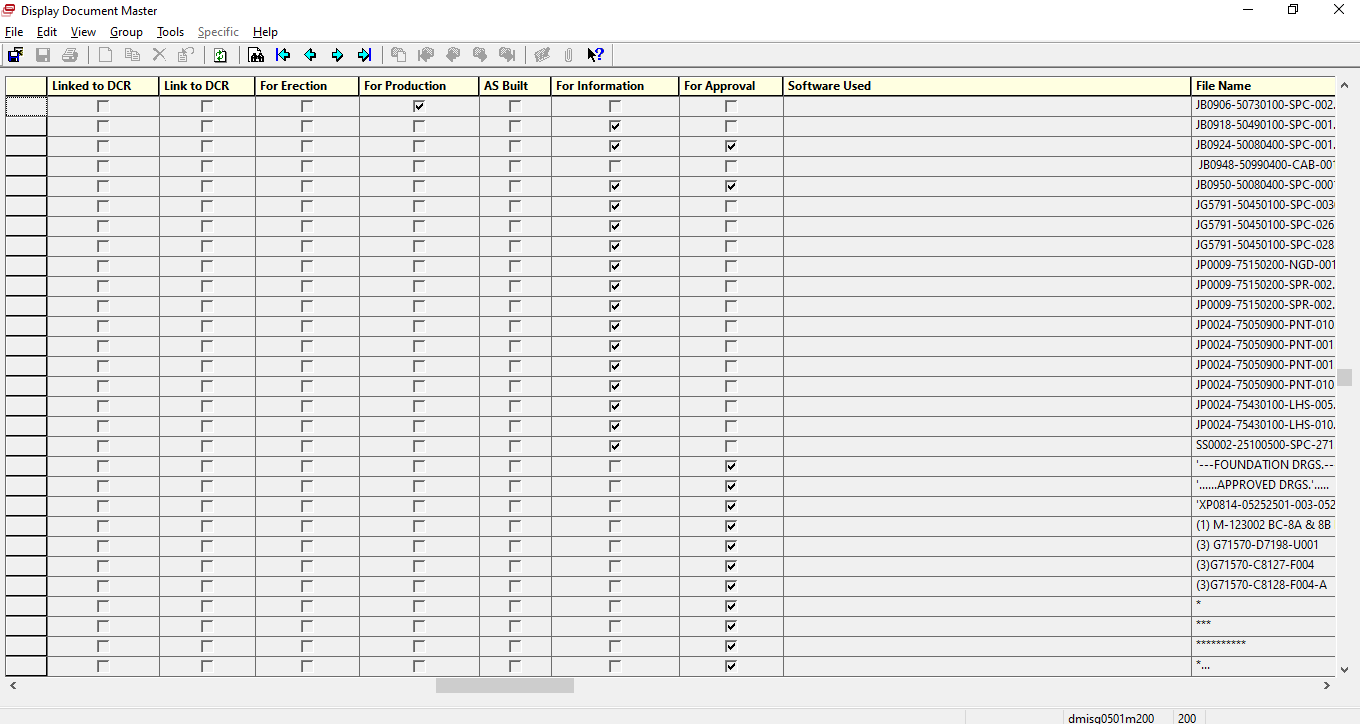 Display Document Master
File Edit View Group Tools Specific Help
Linked to DCR Link to DCR For Erection For Production AS Built For Information For Approval Software Used File Name
JB0906-50730100-SPC-002.
JB0918-50490100-SPC-001.
JB0924-50080400-SPC-001.
JB0948-50990400-CAB-001
JB0950-50080400-SPC-0001
JG5791-50450100-SPC-003
JG5791-50450100-SPC-026
JG5791-50450100-SPC-028
JP0009-75150200-NGD-001
JP0009-75150200-SPR-002.
JP0009-75150200-SPR-002.
JP0024-75050900-PNT-010
JP0024-75050900-PNT-001
JP0024-75050900-PNT-001
JP0024-75050900-PNT-010
JP0024-75430100-LHS-005.
JP0024-75430100-LHS-010.
SS0002-25100500-SPC-271
'---FOUNDATION DRGS.--
'......APPROVED DRGS.'.....
'XP0814-05252501-003-052
(1) M-123002 BC-8A & 8B
(3) G71570-D7198-U001
(3)G71570-C8127-F004
(3)G71570-C8128-F004-A
*
***
**********
*...
dmisg0501m200 200